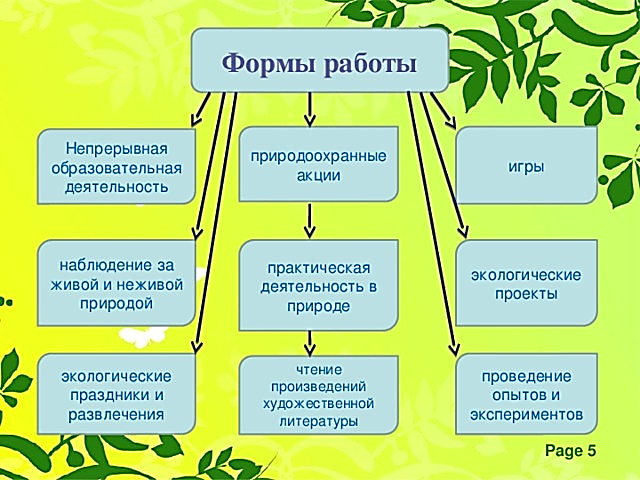 Формы работы
Непрерывная
образовательная
деятельность
природоохранные
акции
игры
наблюдение за
живой и неживой
природой
практическая
деятельность в
природе
экологические
проекты
экологические
праздники и
развлечения
чтение
произведений
художественной
литературы
проведение
опытов и
экспериментов
Page 5